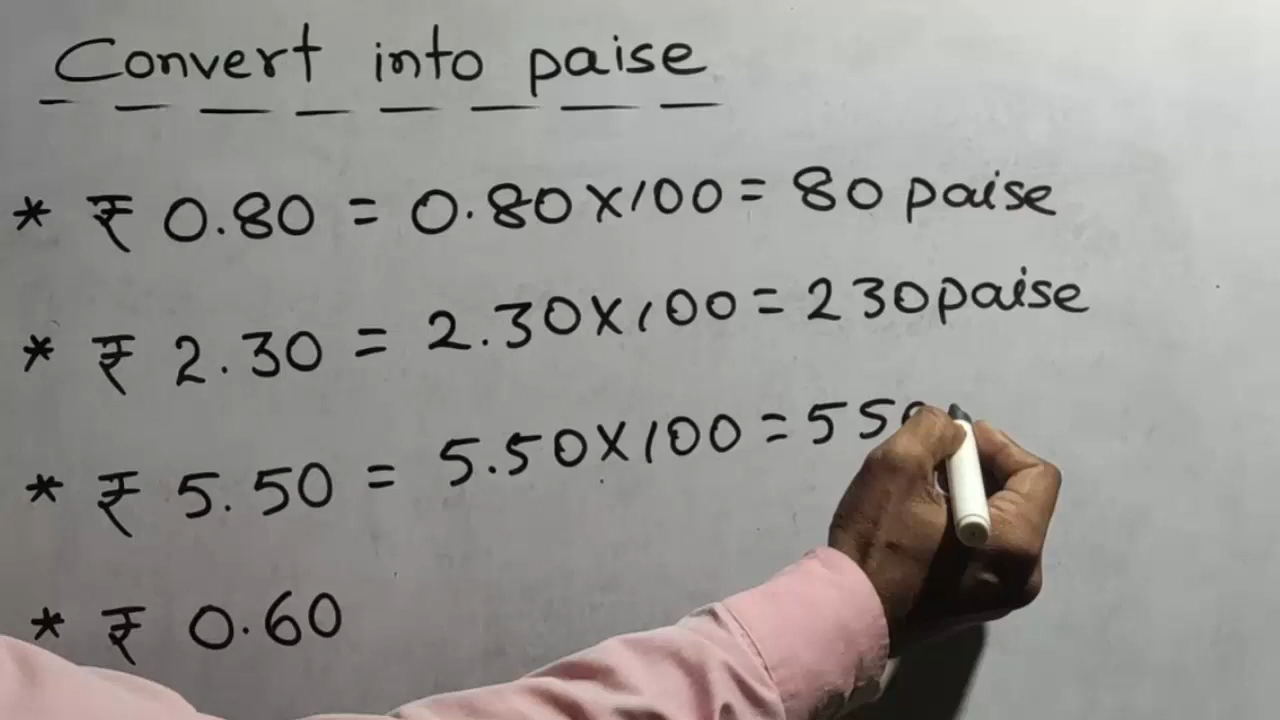 Convert into paise
* ₹ 0.80 = 0.80×100 = 80 paise
* ₹ 2.30 = 2.30×100 = 230 paise
* ₹ 5.50 = 5.50×100 = 550
* ₹ 0.60